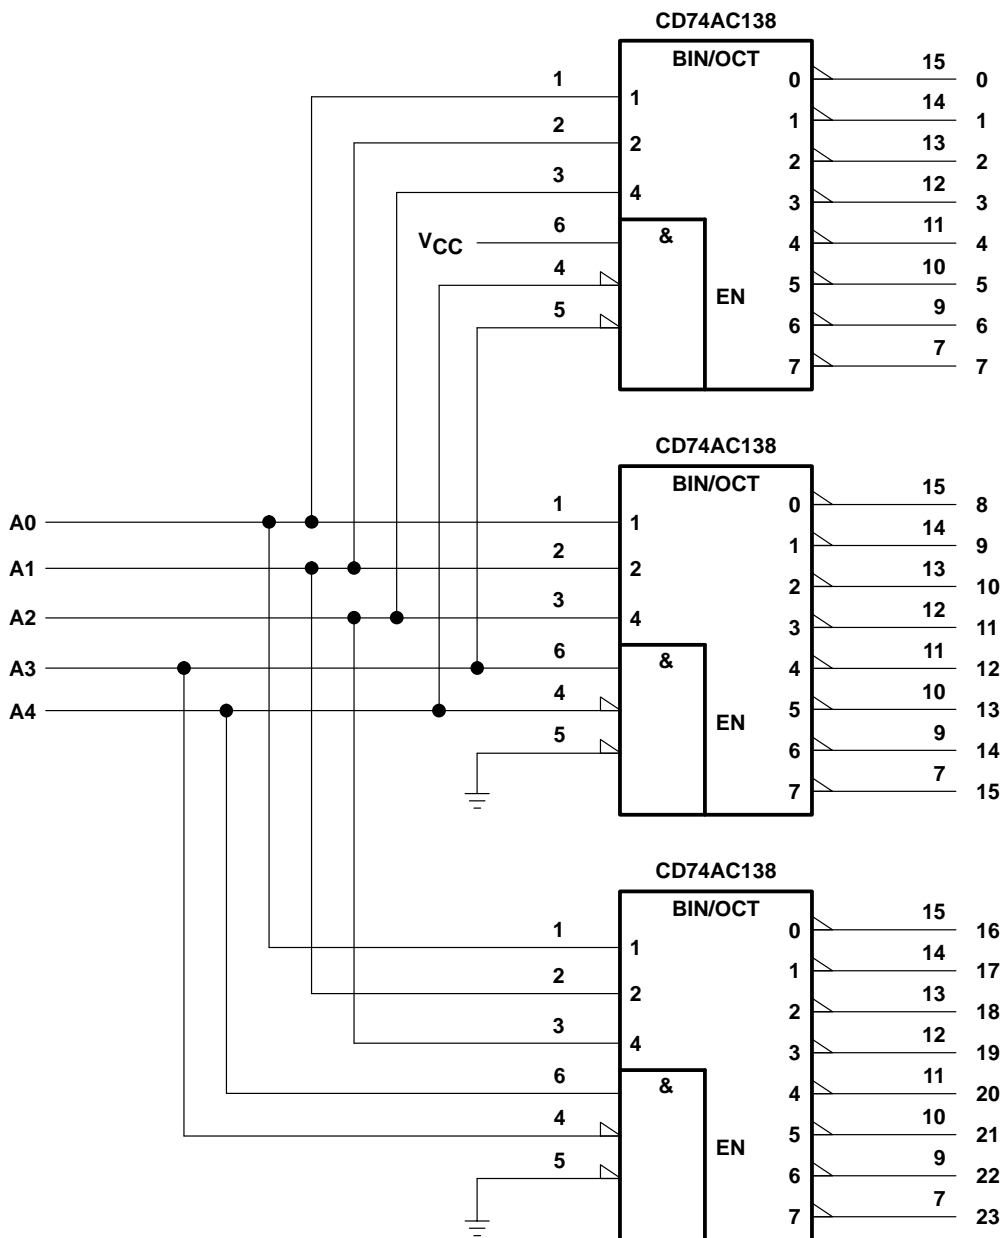 CD74AC138
BIN/OCT
1 1 0 15 0
2 2 1 14 1
3 4 2 13 2
3 12 3
VCC 6 & 4 11 4
4 EN 5 10 5
5 6 9 6
7 7 7
CD74AC138
BIN/OCT
0 15 8
A0 1 1 1 14 9
A1 2 2 2 13 10
A2 3 4 3 12 11
A3 6 & 4 11 12
A4 4 EN 5 10 13
5 6 9 14
7 7 15
CD74AC138
BIN/OCT
1 1 0 15 16
2 2 1 14 17
3 4 2 13 18
3 12 19
6 & 4 11 20
4 EN 5 10 21
5 6 9 22
7 7 23